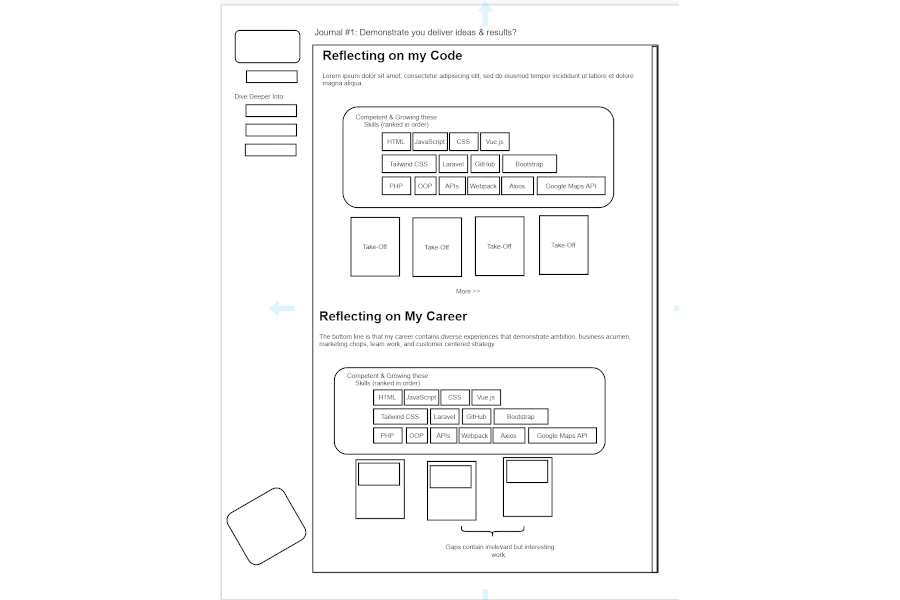 Journal #1: Demonstrate you deliver ideas & results?
Reflecting on my Code
Lorem ipsum dolor sit amet, consectetur adipisicing elit, sed do eiusmod tempor incididunt ut labore et dolore
magna aliqua.
Dive Deeper Into:
Competent & Growing these
Skills (ranked in order)
HTML JavaScript CSS Vue.js
Tailwind CSS Laravel GitHub Bootstrap
PHP OOP APIs Webpack Axios Google Maps API
Take-Off Take-Off Take-Off Take-Off
More >>
Reflecting on My Career
The bottom line is that my career contains diverse experiences that demonstrate ambition, business acumen,
marketing chops, team work, and customer centered strategy.
Competent & Growing these
Skills (ranked in order)
HTML JavaScript CSS Vue.js
Tailwind CSS Laravel GitHub Bootstrap
PHP OOP APIs Webpack Axios Google Maps API
Gaps contain irrelevant but interesting
work